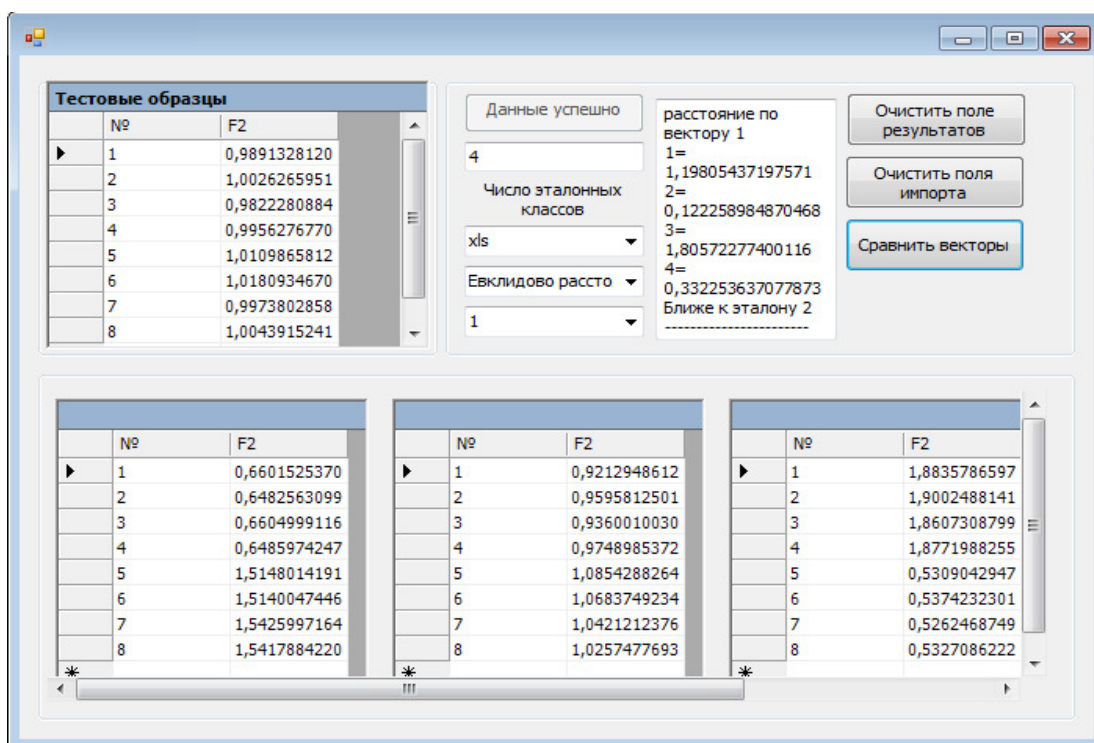 Тестовые образцы
№ F2
1 0,9891328120
2 1,0026265951
3 0,9822280884
4 0,9956276770
5 1,0109865812
6 1,0180934670
7 0,9973802858
8 1,0043915241
Данные успешно
4
Число эталонных
классов
xls
Евклидово рассто
1
расстояние по
вектору 1
1=
1,19805437197571
2=
0,122258984870468
3=
1,80572277400116
4=
0,332253637077873
Ближе к эталону 2
-----------------------
Очистить поле
результатов
Очистить поля
импорта
Сравнить векторы
№ F2
1 0,6601525370
2 0,6482563099
3 0,6604999116
4 0,6485974247
5 1,5148014191
6 1,5140047446
7 1,5425997164
8 1,5417884220
№ F2
1 0,9212948612
2 0,9595812501
3 0,9360010030
4 0,9748985372
5 1,0854288264
6 1,0683749234
7 1,0421212376
8 1,0257477693
№ F2
1 1,8835786597
2 1,9002488141
3 1,8607308799
4 1,8771988255
5 0,5309042947
6 0,5374232301
7 0,5262468749
8 0,5327086222